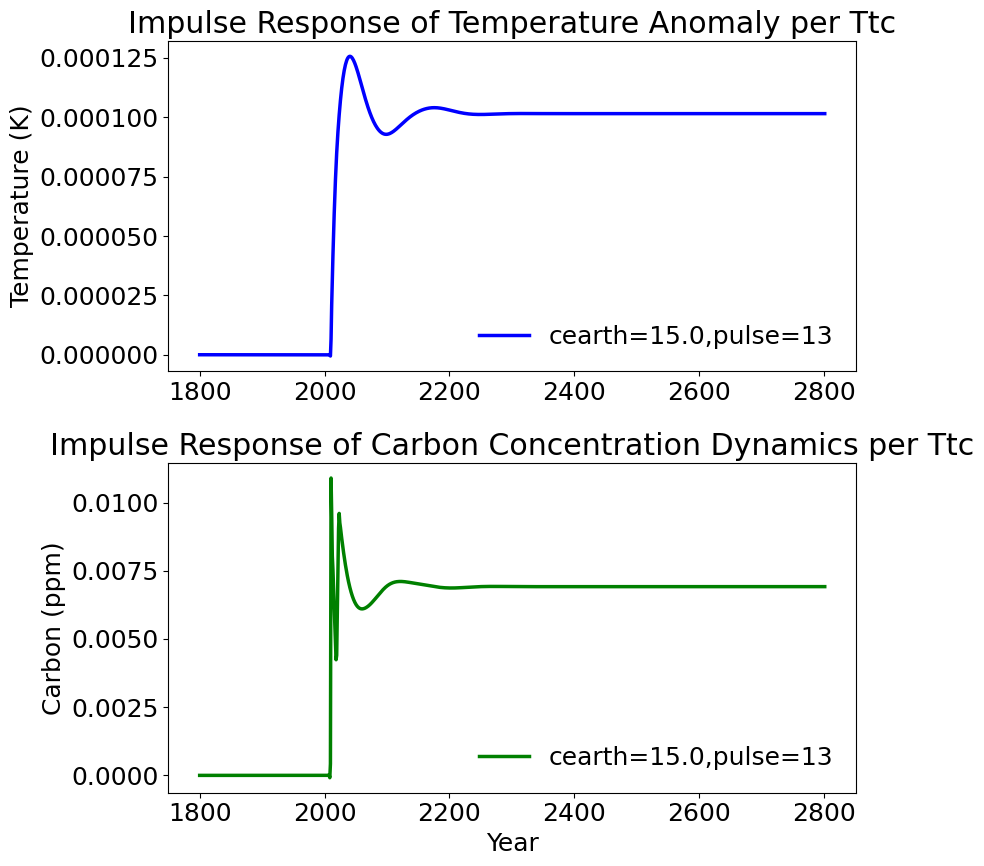 Impulse Response of Temperature Anomaly per Ttc
Temperature (K)
0.000125
0.000100
0.000075
0.000050
0.000025
0.000000
cearth=15.0,pulse=13
1800 2000 2200 2400 2600 2800
Impulse Response of Carbon Concentration Dynamics per Ttc
Carbon (ppm)
0.0100
0.0075
0.0050
0.0025
0.0000
cearth=15.0,pulse=13
1800 2000 2200 2400 2600 2800
Year